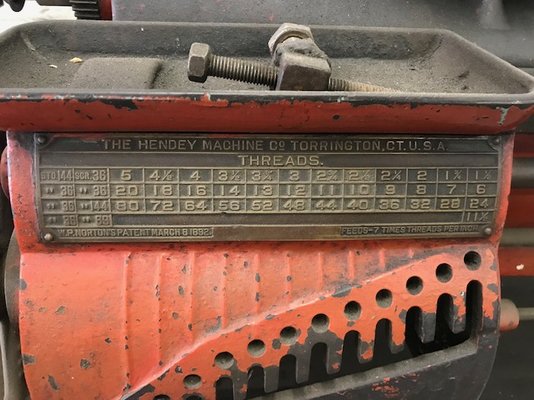 THE HENDEY MACHINE Co TORRINGTON, CT. U.S.A.
THREADS.
STD 144 SCR. 36 5 4½ 4 3½ 3¼ 3 2¾ 2½ 2¼ 2 1¾ 1½
" 36 " 36 20 18 16 14 13 12 11 10 9 8 7 6
" 36 " 144 80 72 64 56 52 48 44 40 36 32 28 24
" " 11½
W.P. NORTON'S PATENT MARCH 8 1892. FEEDS-7 TIMES THREADS PER INCH.